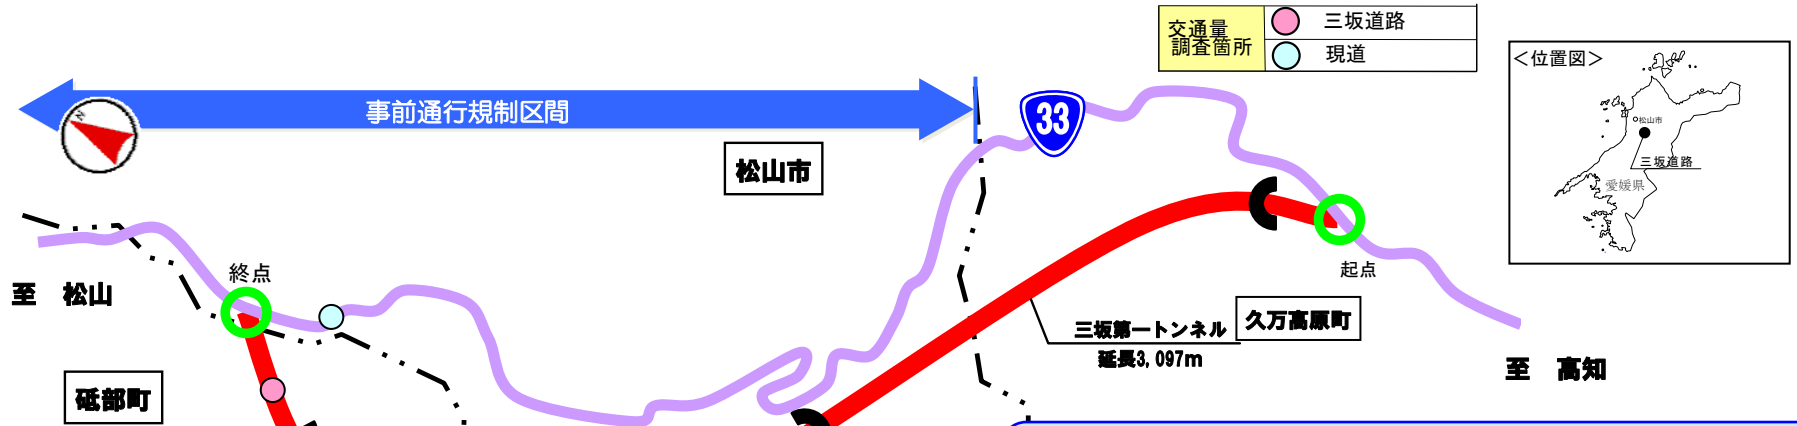 交通量
調査箇所
三坂道路
現道
<位置図>
松山市
三坂道路
愛媛県
事前通行規制区間
N
33
松山市
終点
至 松山
起点
三坂第一トンネル
延長3,097m
久万高原町
至 高知
砥部町